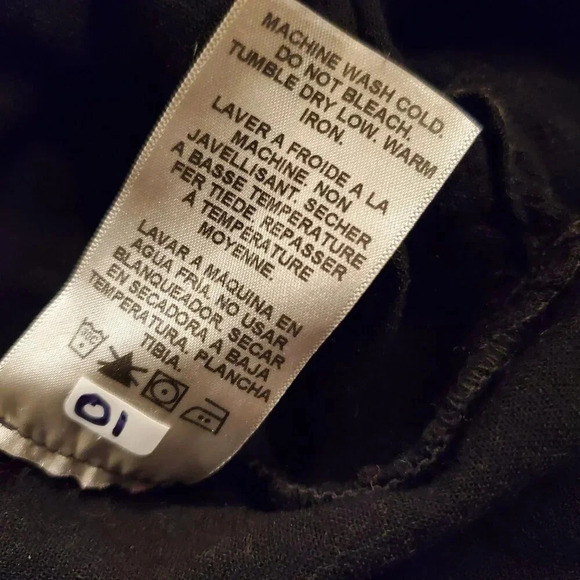 MACHINE WASH COLD.
DO NOT BLEACH.
TUMBLE DRY LOW. WARM
IRON.
LAVER A FROIDE A LA
MACHINE NON
JAVELLISANT. SECHER
A BASSE TEMPERATURE
FER TIEDE REPASSER
A TEMPERATURE
MOYENNE.
LAVAR A MAQUINA EN
AGUA FRIA. NO USAR
BLANQUEADOR. SECAR
EN SECADORA A BAJA
TEMPERATURA. PLANCHA
TIBIA.
30C
01